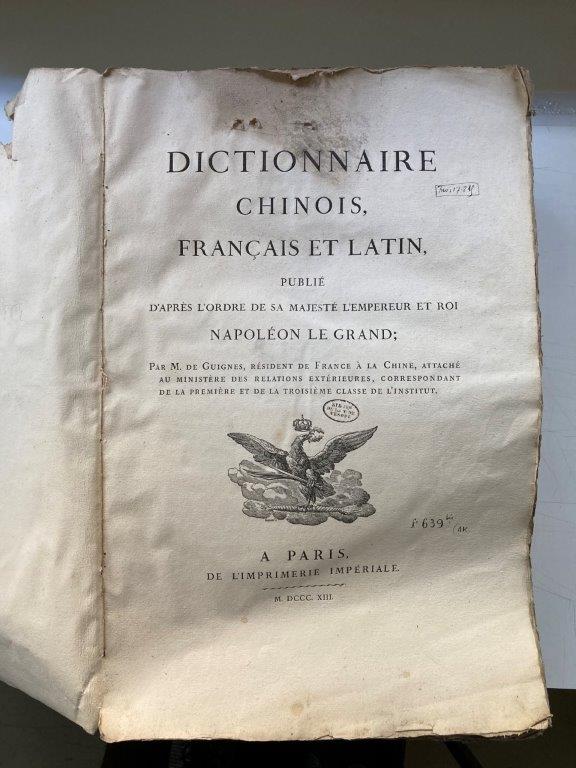 DICTIONNAIRE
CHINOIS,
FRANÇAIS ET LATIN,
PUBLIÉ
D'APRÈS L'ORDRE DE SA MAJESTÉ L'EMPEREUR ET ROI
NAPOLÉON LE GRAND;
PAR M. DE GUIGNES, RÉSIDENT DE FRANCE À LA CHINE, ATTACHÉ
AU MINISTÈRE DES RELATIONS EXTÉRIEURES, CORRESPONDANT
DE LA PREMIÈRE ET DE LA TROISIÈME CLASSE DE L'INSTITUT.
f° 639
A PARIS,
DE L'IMPRIMERIE IMPÉRIALE.
M. DCCC. XIII.